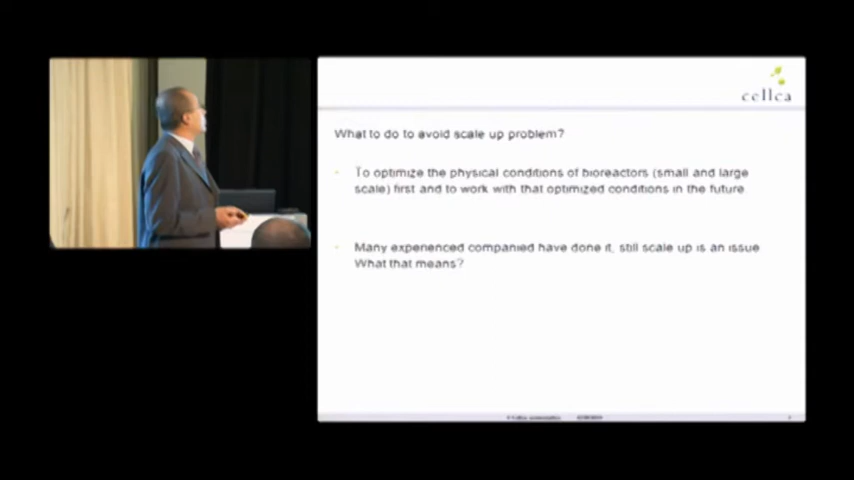 cellca
What to do to avoid scale up problem?
To optimize the physical conditions of bioreactors (small and large
scale) first and to work with that optimized conditions in the future
Many experienced companied have done it, still scale up is an issue
What that means?